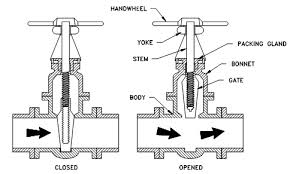 HANDWHEEL
YOKE
STEM
PACKING GLAND
BONNET
GATE
BODY
CLOSED
OPENED